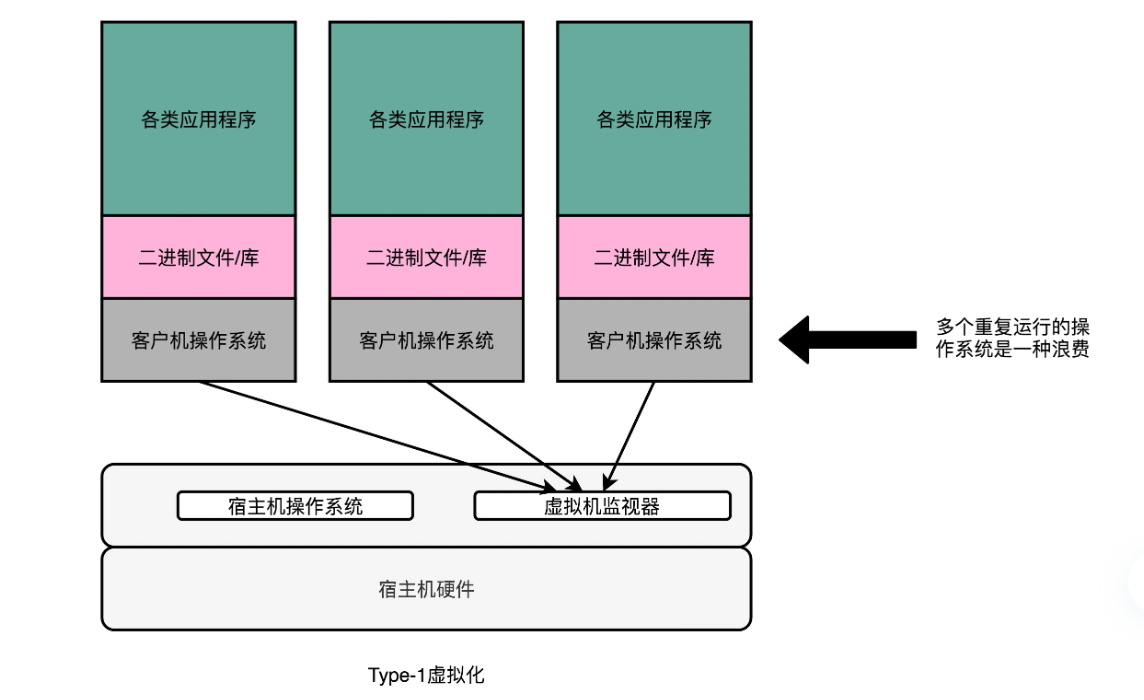 各类应用程序
各类应用程序
各类应用程序
二进制文件/库
二进制文件/库
二进制文件/库
客户机操作系统
客户机操作系统
客户机操作系统
多个重复运行的操
作系统是一种浪费
宿主机操作系统
虚拟机监视器
宿主机硬件
Type-1虚拟化